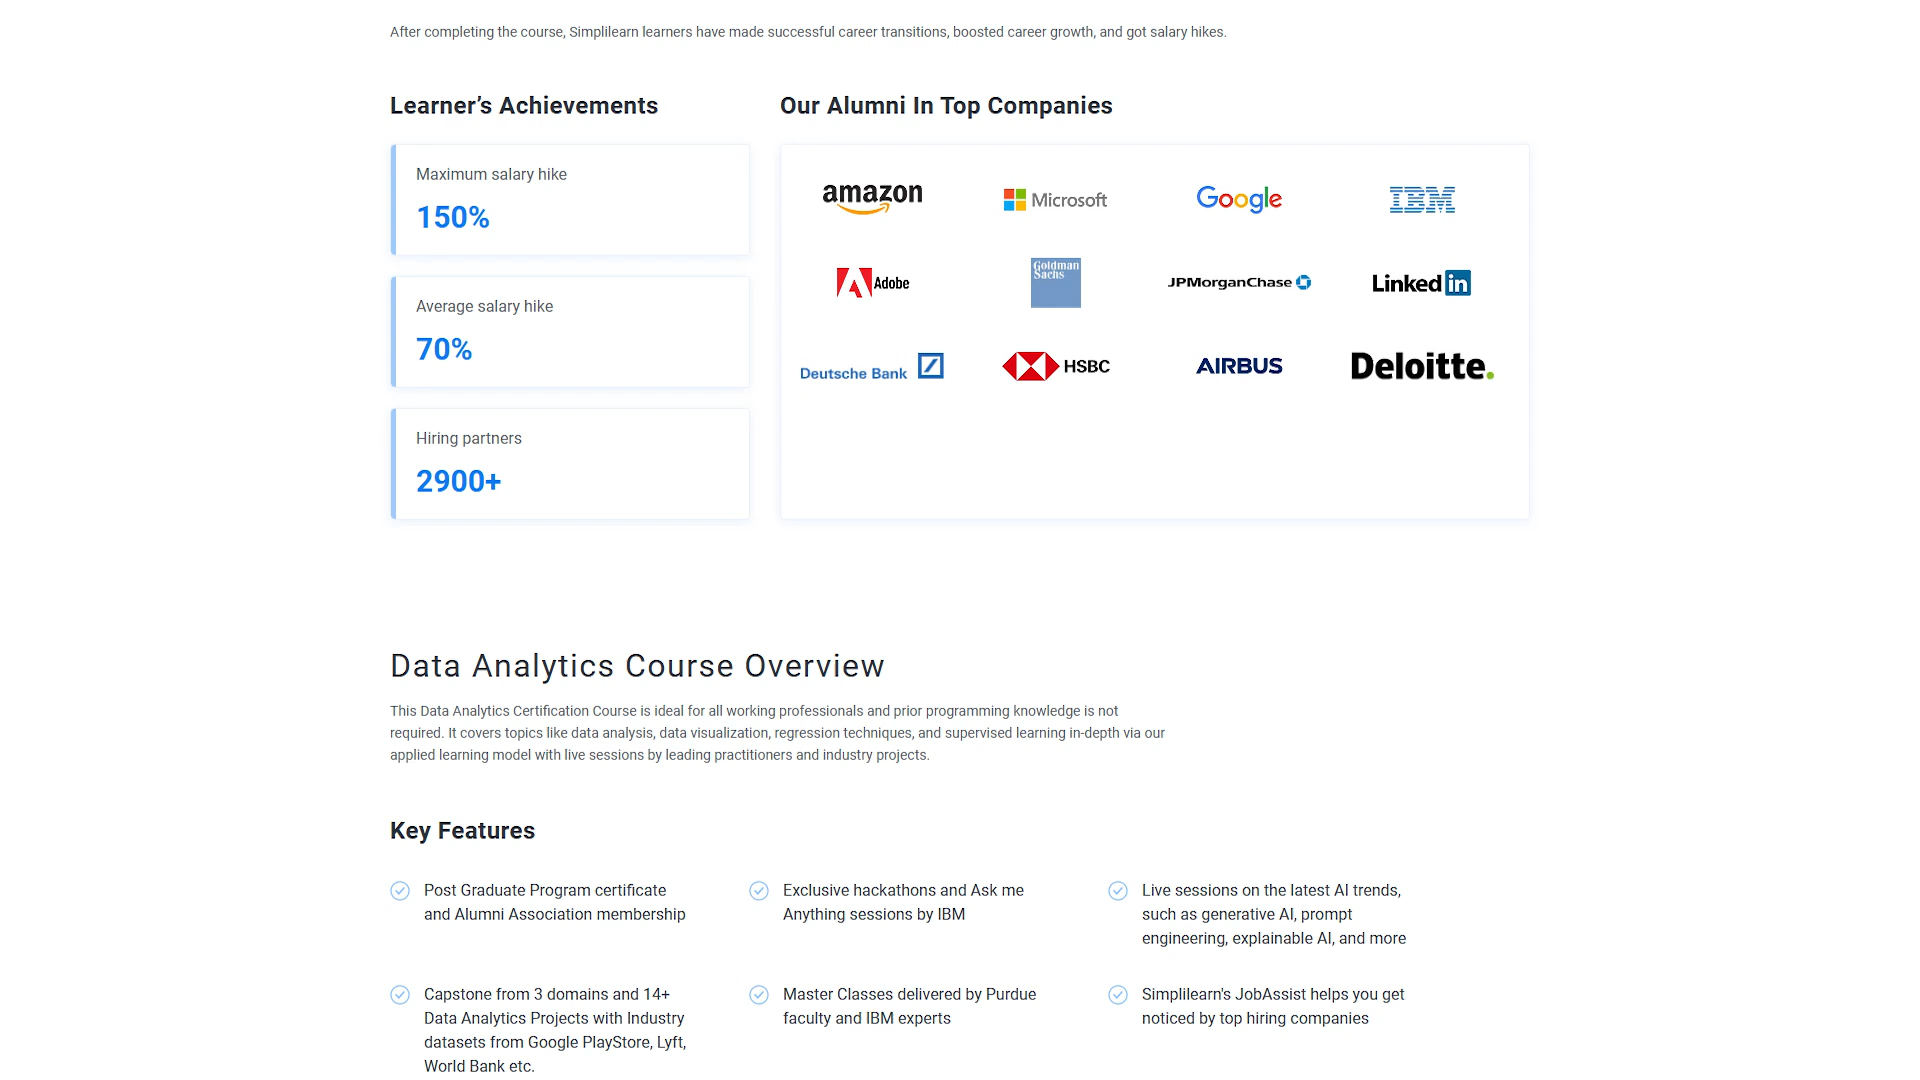 After completing the course, Simplilearn learners have made successful career transitions, boosted career growth, and got salary hikes.
Learner’s Achievements
Maximum salary hike
150%
Average salary hike
70%
Hiring partners
2900+
Our Alumni In Top Companies
amazon
Microsoft
Google
IBM
Adobe
Goldman
Sachs
JPMorganChase
Linked in
Deutsche Bank
HSBC
AIRBUS
Deloitte.
Data Analytics Course Overview
This Data Analytics Certification Course is ideal for all working professionals and prior programming knowledge is not
required. It covers topics like data analysis, data visualization, regression techniques, and supervised learning in-depth via our
applied learning model with live sessions by leading practitioners and industry projects.
Key Features
Post Graduate Program certificate
and Alumni Association membership
Exclusive hackathons and Ask me
Anything sessions by IBM
Live sessions on the latest AI trends,
such as generative AI, prompt
engineering, explainable AI, and more
Capstone from 3 domains and 14+
Data Analytics Projects with Industry
datasets from Google PlayStore, Lyft,
World Bank etc.
Master Classes delivered by Purdue
faculty and IBM experts
Simplilearn's JobAssist helps you get
noticed by top hiring companies